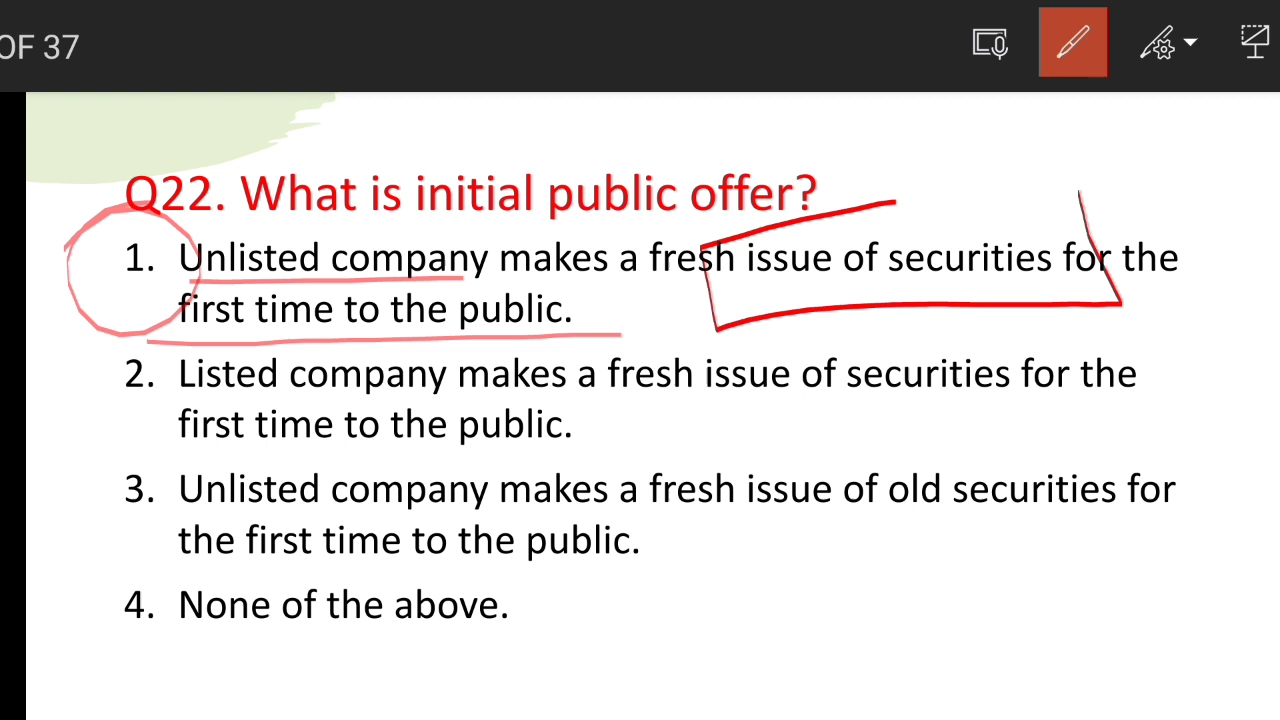 OF 37
Q22. What is initial public offer?
1. Unlisted company makes a fresh issue of securities for the
first time to the public.
2. Listed company makes a fresh issue of securities for the
first time to the public.
3. Unlisted company makes a fresh issue of old securities for
the first time to the public.
4. None of the above.